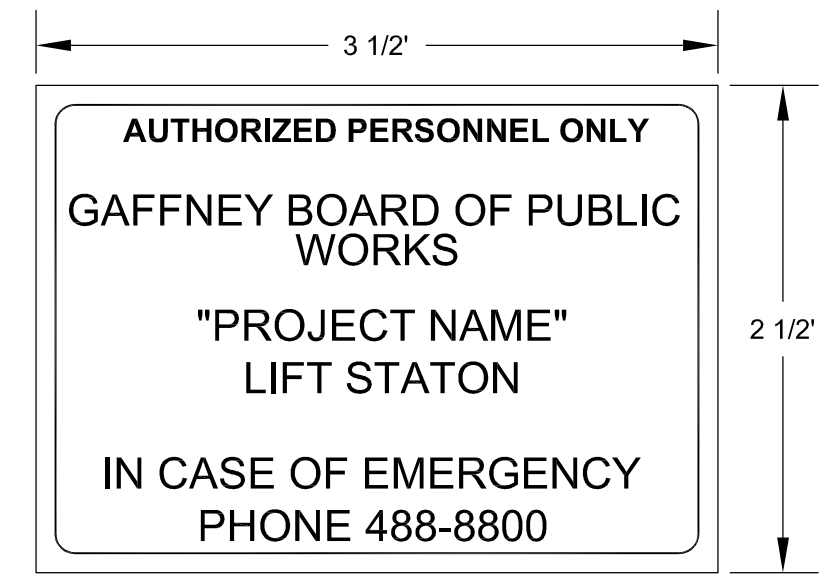 3 1/2'
AUTHORIZED PERSONNEL ONLY
GAFFNEY BOARD OF PUBLIC
WORKS
"PROJECT NAME"
2 1/2'
LIFT STATON
IN CASE OF EMERGENCY
PHONE 488-8800